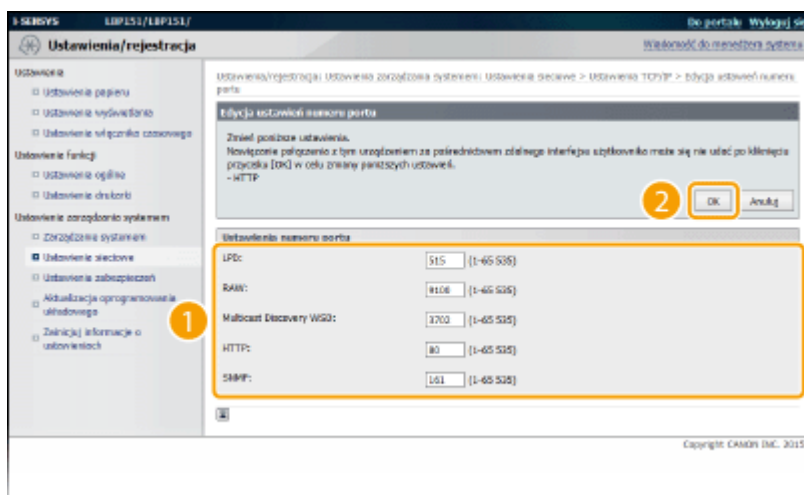 i-SENSYS LBP151/LBP151/ Do portalu Wyloguj się
Ustawienia/rejestracja Wiadomość do menedżera systemu
Ustawienia
Ustawienia papieru
Ustawienia wyświetlania
Ustawienia włącznika czasowego
Ustawienia funkcji
Ustawienia ogólne
Ustawienia drukarki
Ustawienia zarządzania systemem
Zarządzanie systemem
Ustawienia sieciowe
Ustawienia zabezpieczeń
Aktualizacja oprogramowania
układowego
Zainicjuj informacje o
ustawieniach
Ustawienia/rejestracja: Ustawienia zarządzania systemem: Ustawienia sieciowe > Ustawienia TCP/IP > Edycja ustawień numeru
portu
Edycja ustawień numeru portu
Zmień poniższe ustawienia.
Nawiązanie połączenia z tym urządzeniem za pośrednictwem zdalnego interfejsu użytkownika może się nie udać po kliknięciu
przycisku [OK] w celu zmiany poniższych ustawień.
- HTTP
2 OK Anuluj
Ustawienia numeru portu
1
LPD: 515 (1-65 535)
RAW: 9100 (1-65 535)
Multicast Discovery WSD: 3702 (1-65 535)
HTTP: 80 (1-65 535)
SNMP: 161 (1-65 535)
Copyright CANON INC. 2015